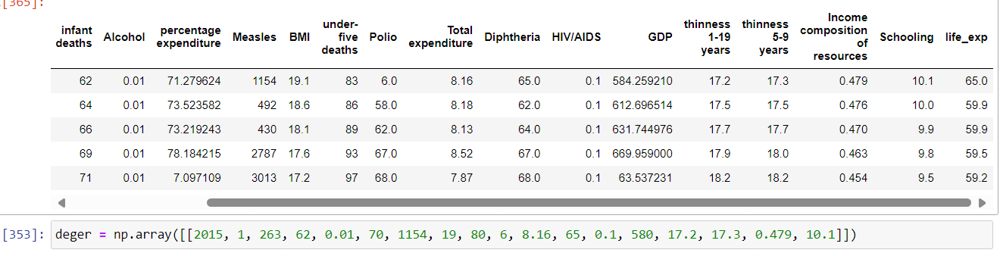 [365]:
infant deaths Alcohol percentage expenditure Measles BMI under-five deaths Polio Total expenditure Diphtheria HIV/AIDS GDP thinness 1-19 years thinness 5-9 years Income composition of resources Schooling life_exp
62 0.01 71.279624 1154 19.1 83 6.0 8.16 65.0 0.1 584.259210 17.2 17.3 0.479 10.1 65.0
64 0.01 73.523582 492 18.6 86 58.0 8.18 62.0 0.1 612.696514 17.5 17.5 0.476 10.0 59.9
66 0.01 73.219243 430 18.1 89 62.0 8.13 64.0 0.1 631.744976 17.7 17.7 0.470 9.9 59.9
69 0.01 78.184215 2787 17.6 93 67.0 8.52 67.0 0.1 669.959000 17.9 18.0 0.463 9.8 59.5
71 0.01 7.097109 3013 17.2 97 68.0 7.87 68.0 0.1 63.537231 18.2 18.2 0.454 9.5 59.2
[353]: deger = np.array([[2015, 1, 263, 62, 0.01, 70, 1154, 19, 80, 6, 8.16, 65, 0.1, 580, 17.2, 17.3, 0.479, 10.1]])